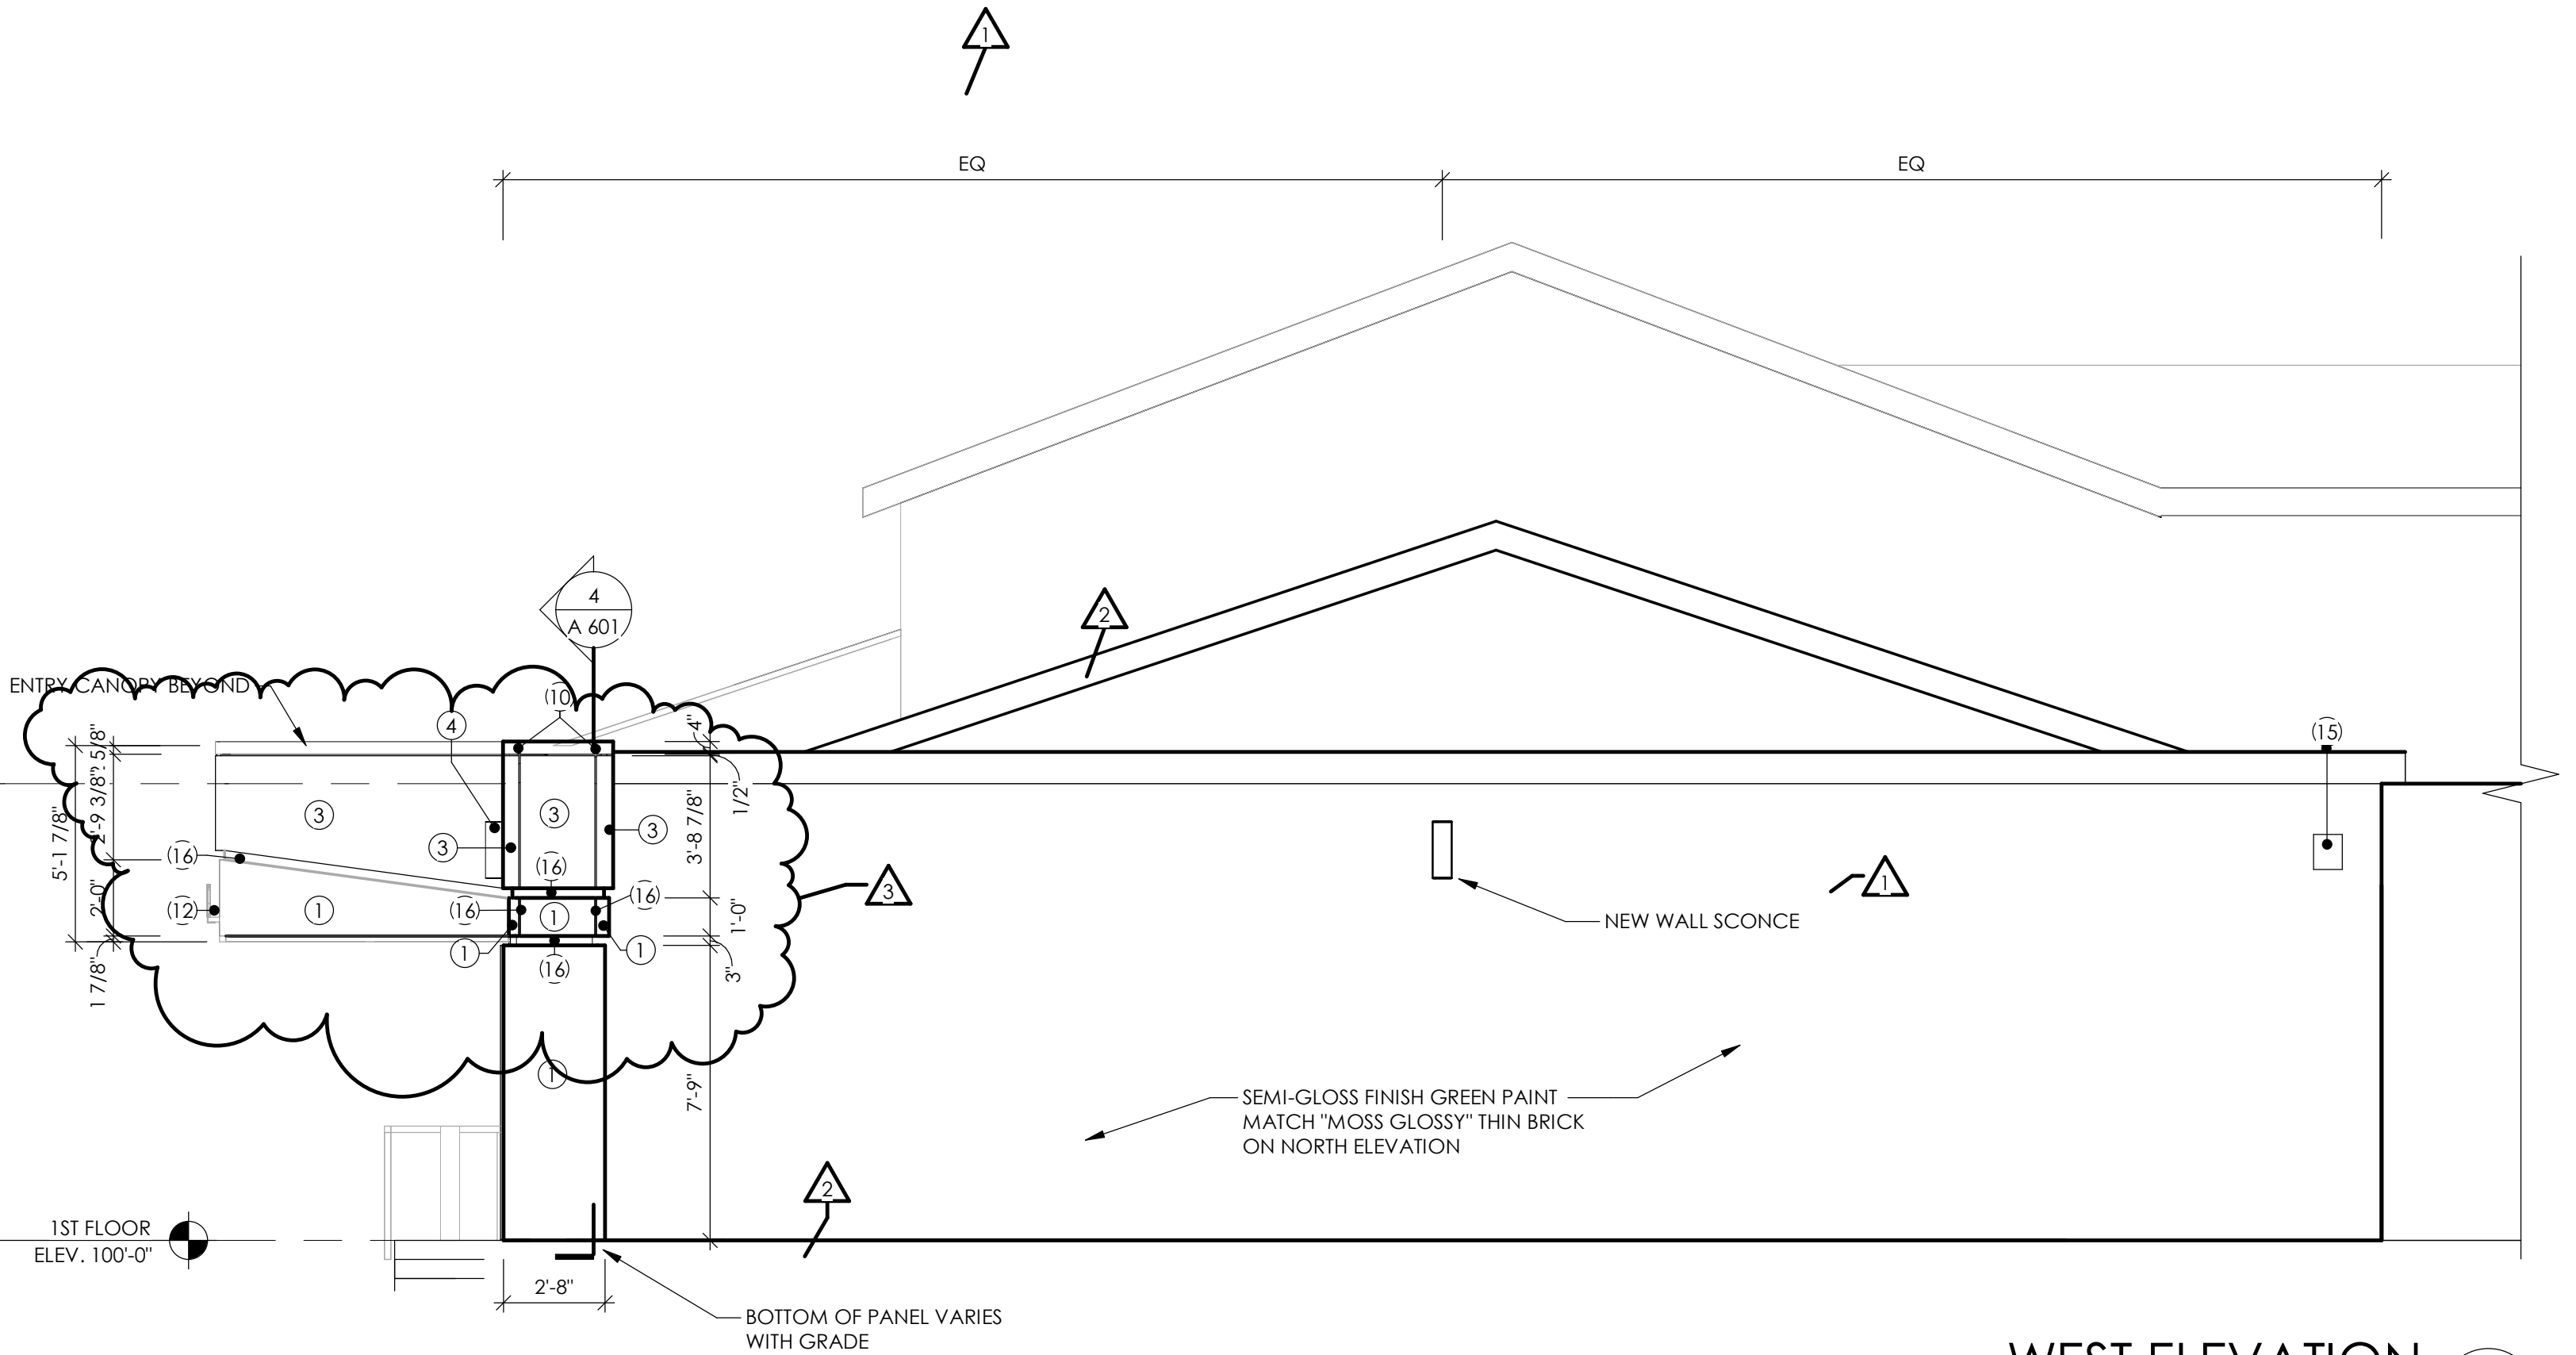 1
EQ
EQ
4
A 601
2
ENTRY CANOPY BEYOND
(10)
4
4"
(15)
5/8"
2'-9 3/8"
5'-1 7/8"
2'-0"
1 7/8"
3
3
3
3
1/2"
3'-8 7/8"
(16)
(16)
(16)
(16)
(12)
1
1
1
1
(16)
1'-0"
3"
3
1
NEW WALL SCONCE
1
7'-9"
SEMI-GLOSS FINISH GREEN PAINT
MATCH "MOSS GLOSSY" THIN BRICK
ON NORTH ELEVATION
2
1ST FLOOR
ELEV. 100'-0"
2'-8"
BOTTOM OF PANEL VARIES
WITH GRADE
WEST ELEVATION